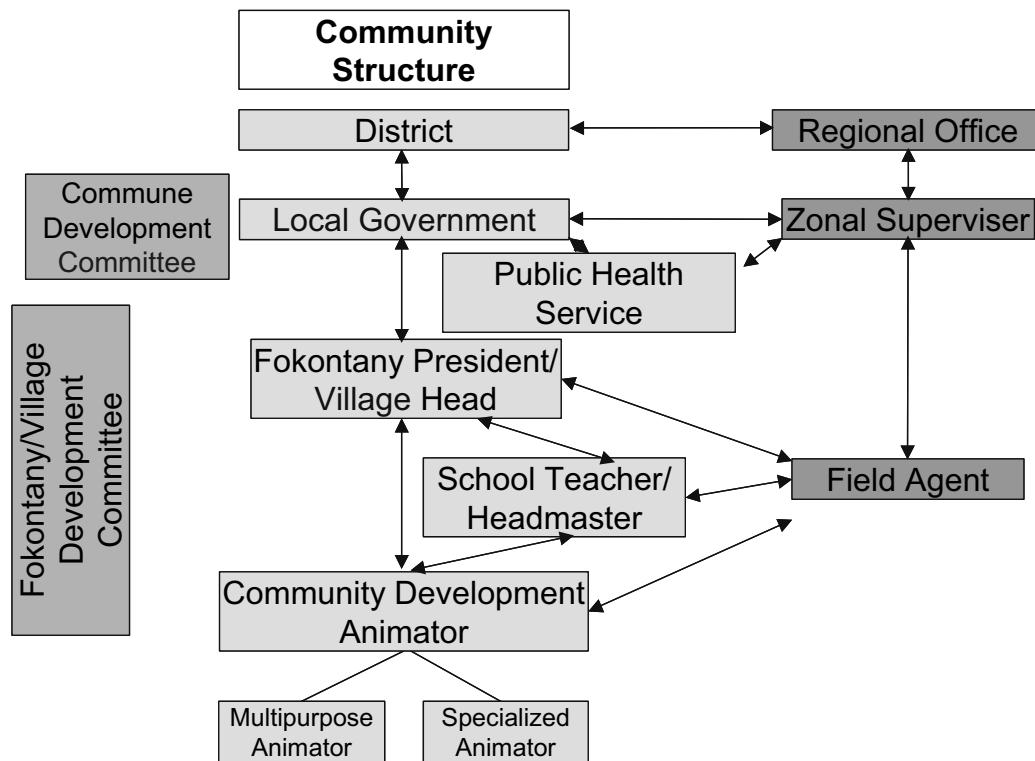 Community
Structure
District
Regional Office
Commune
Development
Committee
Local Government
Zonal Superviser
Public Health
Service
Fokontany/Village
Development
Committee
Fokontany President/
Village Head
School Teacher/
Headmaster
Field Agent
Community Development
Animator
Multipurpose
Animator
Specialized
Animator